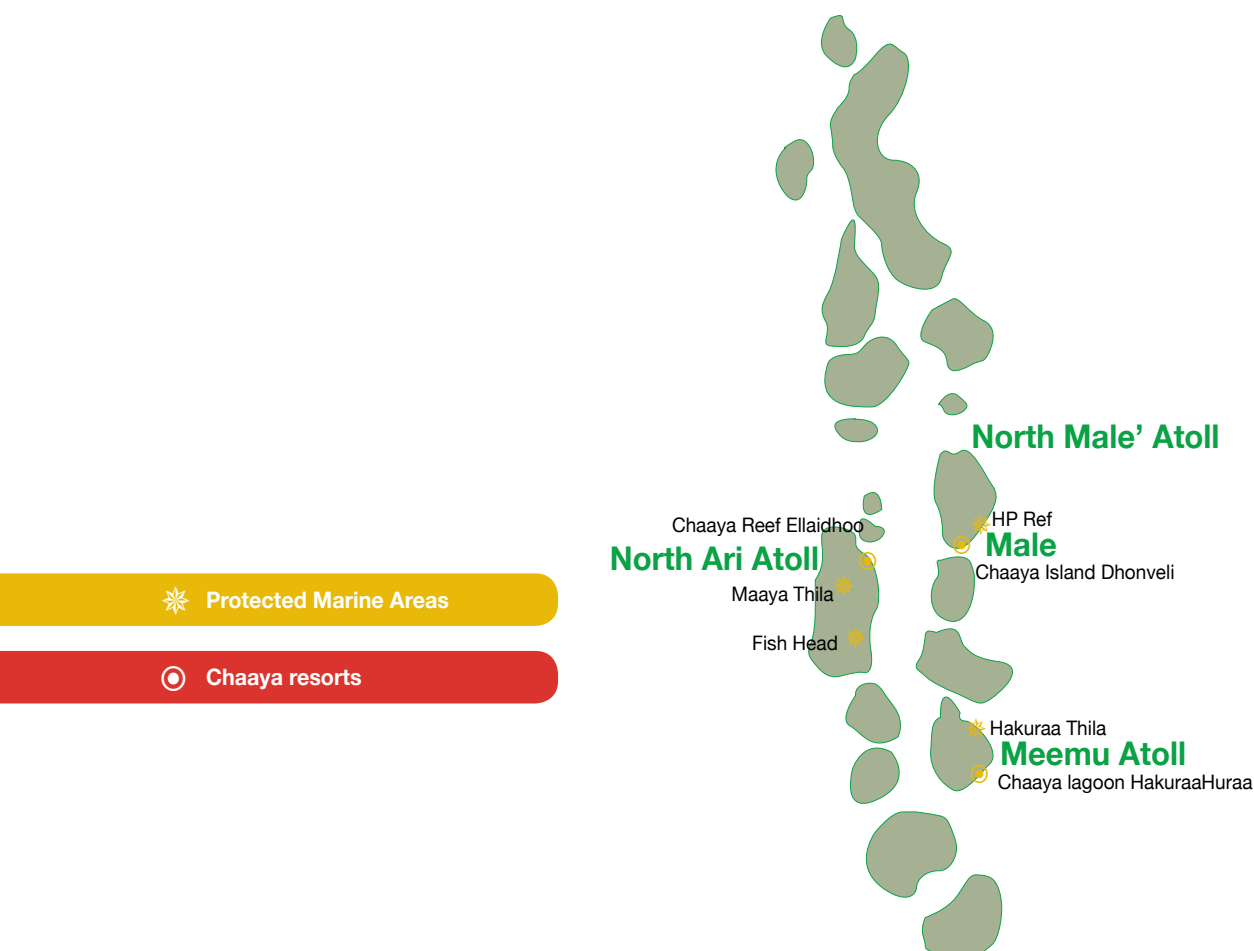 North Male’ Atoll
HP Ref
Male
Chaaya Island Dhonveli
Chaaya Reef Ellaidhoo
North Ari Atoll
Maaya Thila
Fish Head
Protected Marine Areas
Chaaya resorts
Hakuraa Thila
Meemu Atoll
Chaaya lagoon HakuraaHuraa